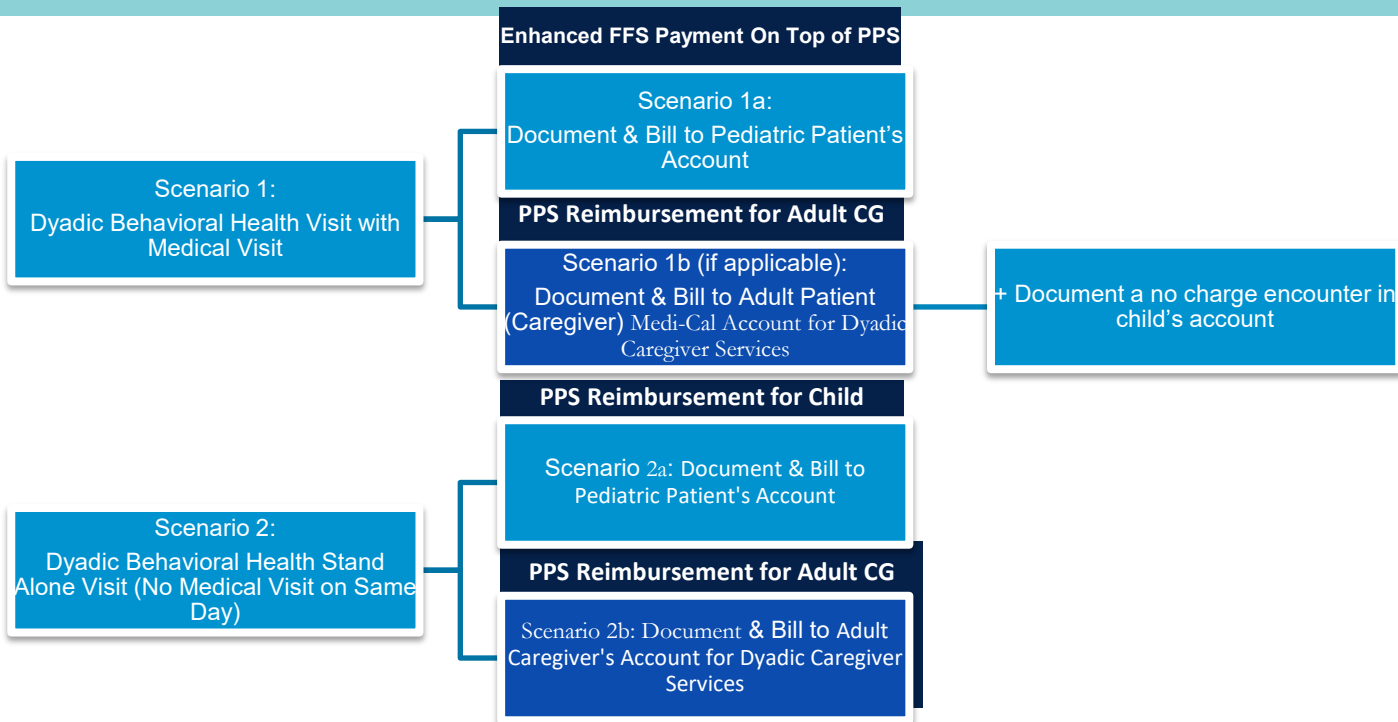 Enhanced FFS Payment On Top of PPS
Scenario 1a:
Document & Bill to Pediatric Patient's
Account
Scenario 1:
Dyadic Behavioral Health Visit with
Medical Visit
PPS Reimbursement for Adult CG
Scenario 1b (if applicable):
Document & Bill to Adult Patient
(Caregiver) Medi-Cal Account for Dyadic
Caregiver Services
+ Document a no charge encounter in
child's account
PPS Reimbursement for Child
Scenario 2a: Document & Bill to
Pediatric Patient's Account
Scenario 2:
Dyadic Behavioral Health Stand
Alone Visit (No Medical Visit on Same
Day)
PPS Reimbursement for Adult CG
Scenario 2b: Document & Bill to Adult
Caregiver's Account for Dyadic Caregiver
Services